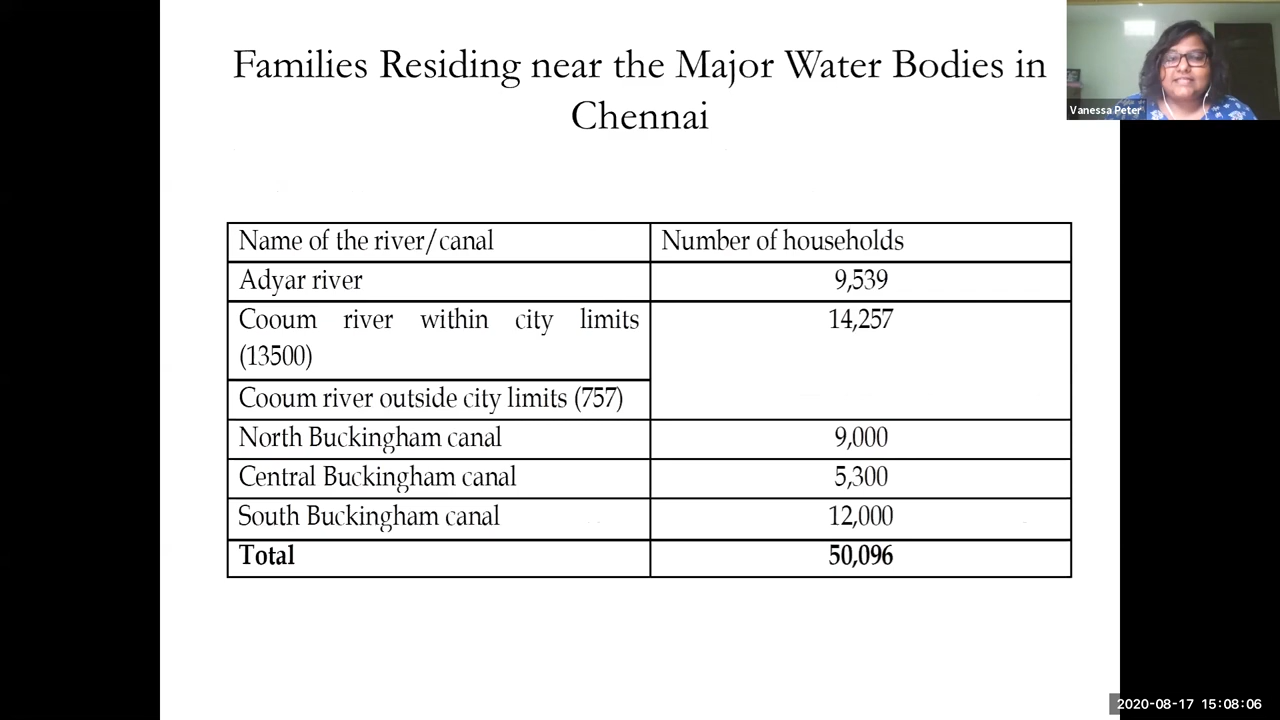 Families Residing near the Major Water Bodies in
Chennai
Vanessa Peter
Name of the river/canal Number of households
Adyar river 9,539
Cooum river within city limits 14,257
(13500)
Cooum river outside city limits (757)
North Buckingham canal 9,000
Central Buckingham canal 5,300
South Buckingham canal 12,000
Total 50,096
2020-08-17 15:08:06